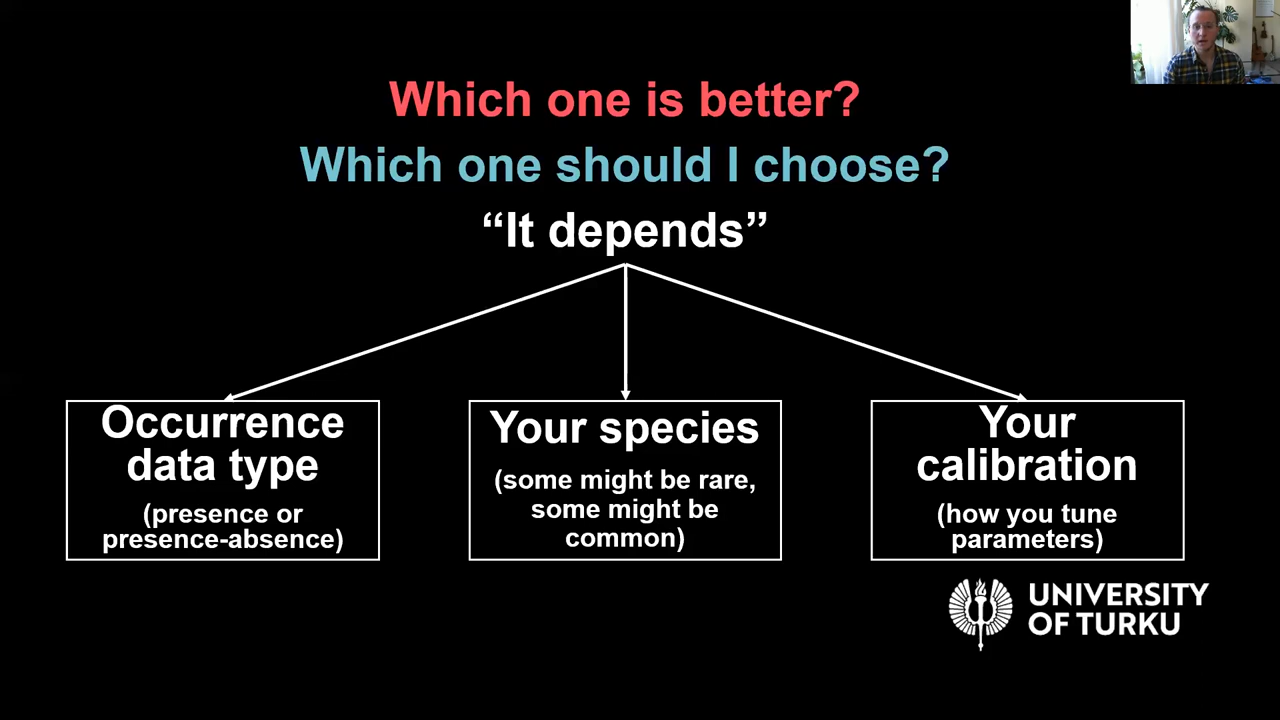 Which one is better?
Which one should I choose?
“It depends”
Occurrence
data type
(presence or
presence-absence)
Your species
(some might be rare,
some might be
common)
Your
calibration
(how you tune
parameters)
UNIVERSITY
OF TURKU